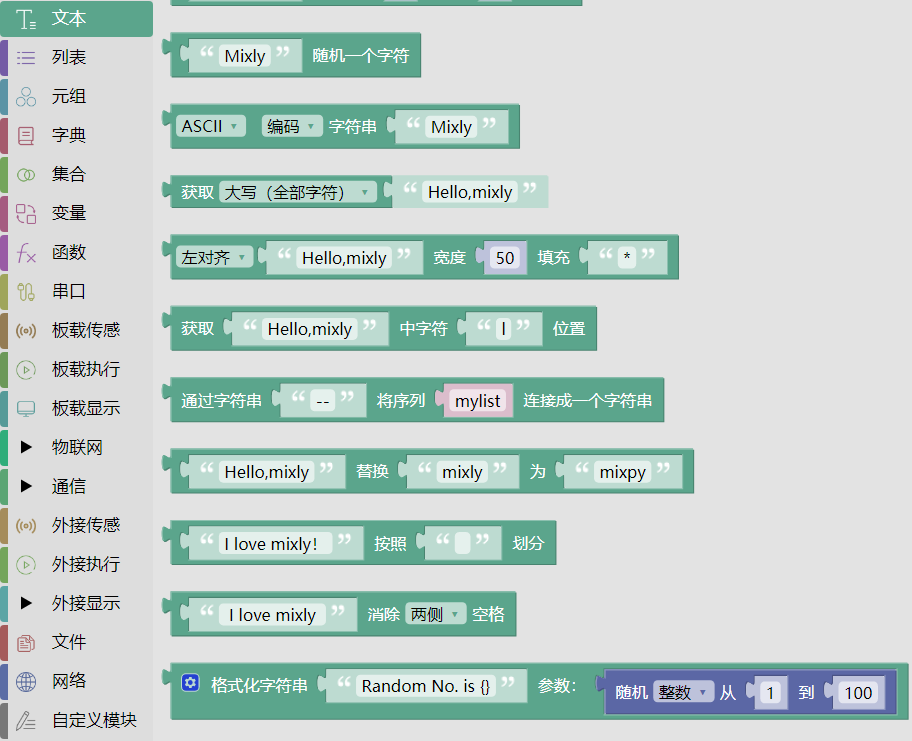 文本
列表
元组
字典
集合
变量
函数
串口
板载传感
板载执行
板载显示
物联网
通信
外接传感
外接执行
外接显示
文件
网络
自定义模块
“ Mixly ” 随机一个字符
ASCII 编码 字符串 “ Mixly ”
获取 大写（全部字符） “ Hello,mixly ”
左对齐 “ Hello,mixly ” 宽度 50 填充 “ * ”
获取 “ Hello,mixly ” 中字符 “ l ” 位置
通过字符串 “ -- ” 将序列 mylist 连接成一个字符串
“ Hello,mixly ” 替换 “ mixly ” 为 “ mixpy ”
“ I love mixly! ” 按照 “ ” 划分
“ I love mixly ” 消除 两侧 空格
格式化字符串 “ Random No. is {} ” 参数： 随机 整数 从 1 到 100